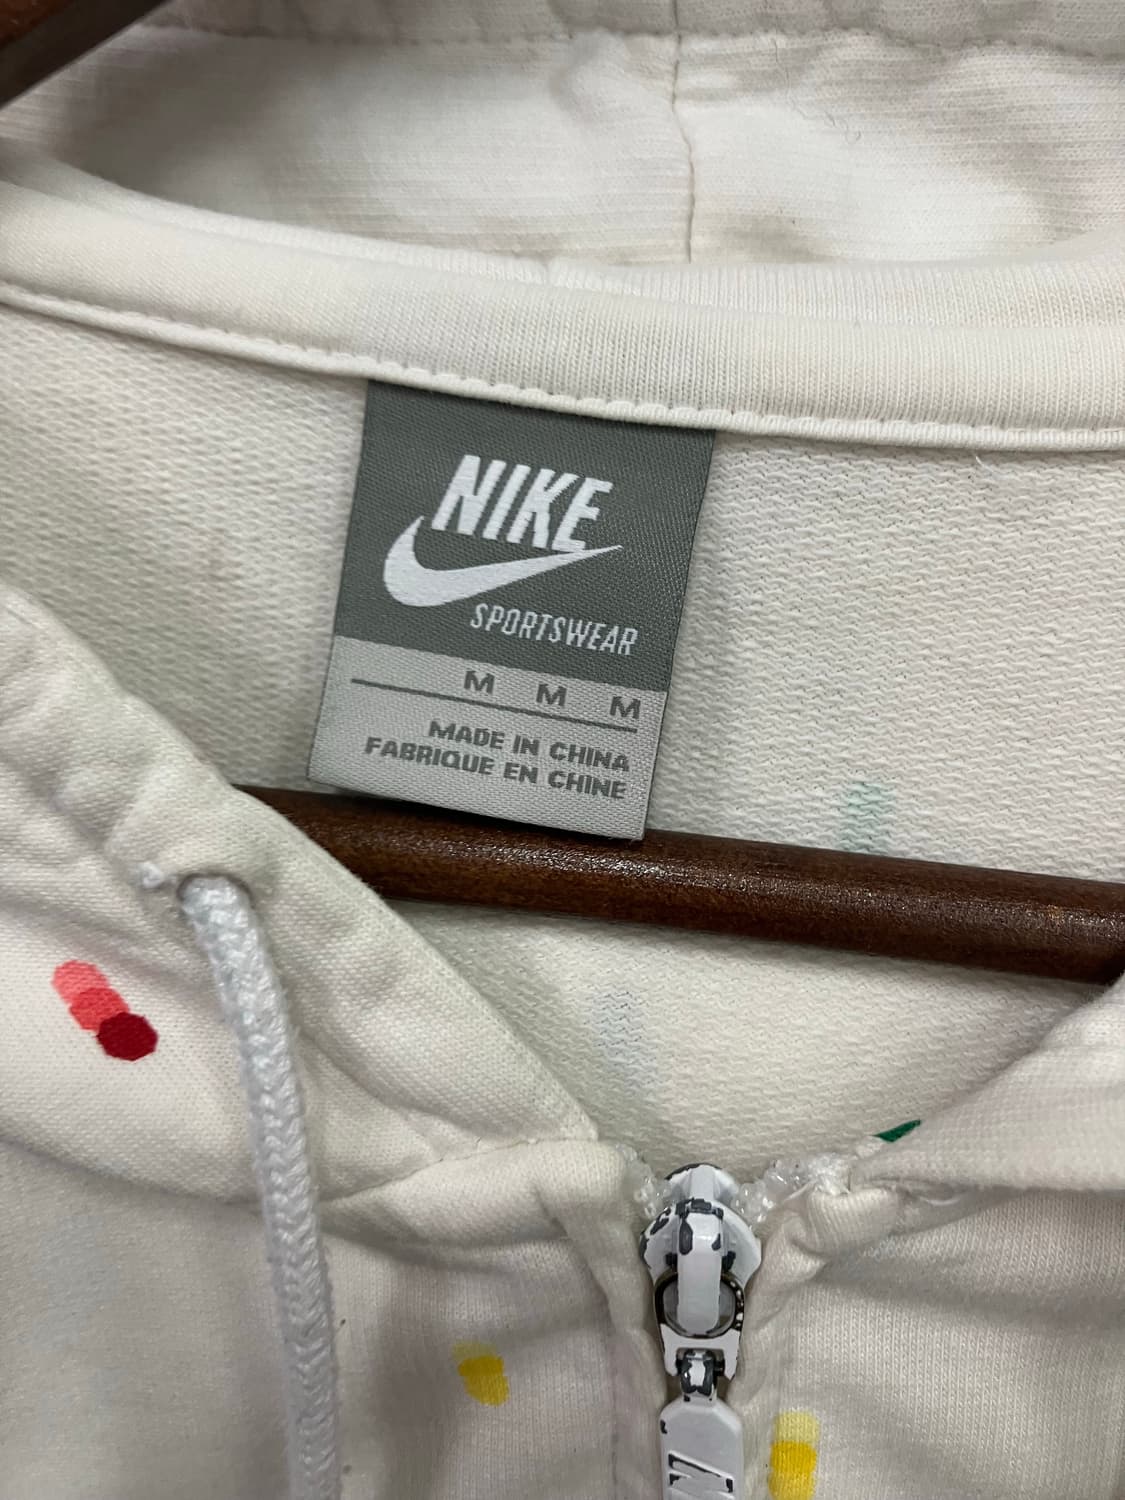 NIKE
SPORTSWEAR
M M M
MADE IN CHINA
FABRIQUE EN CHINE